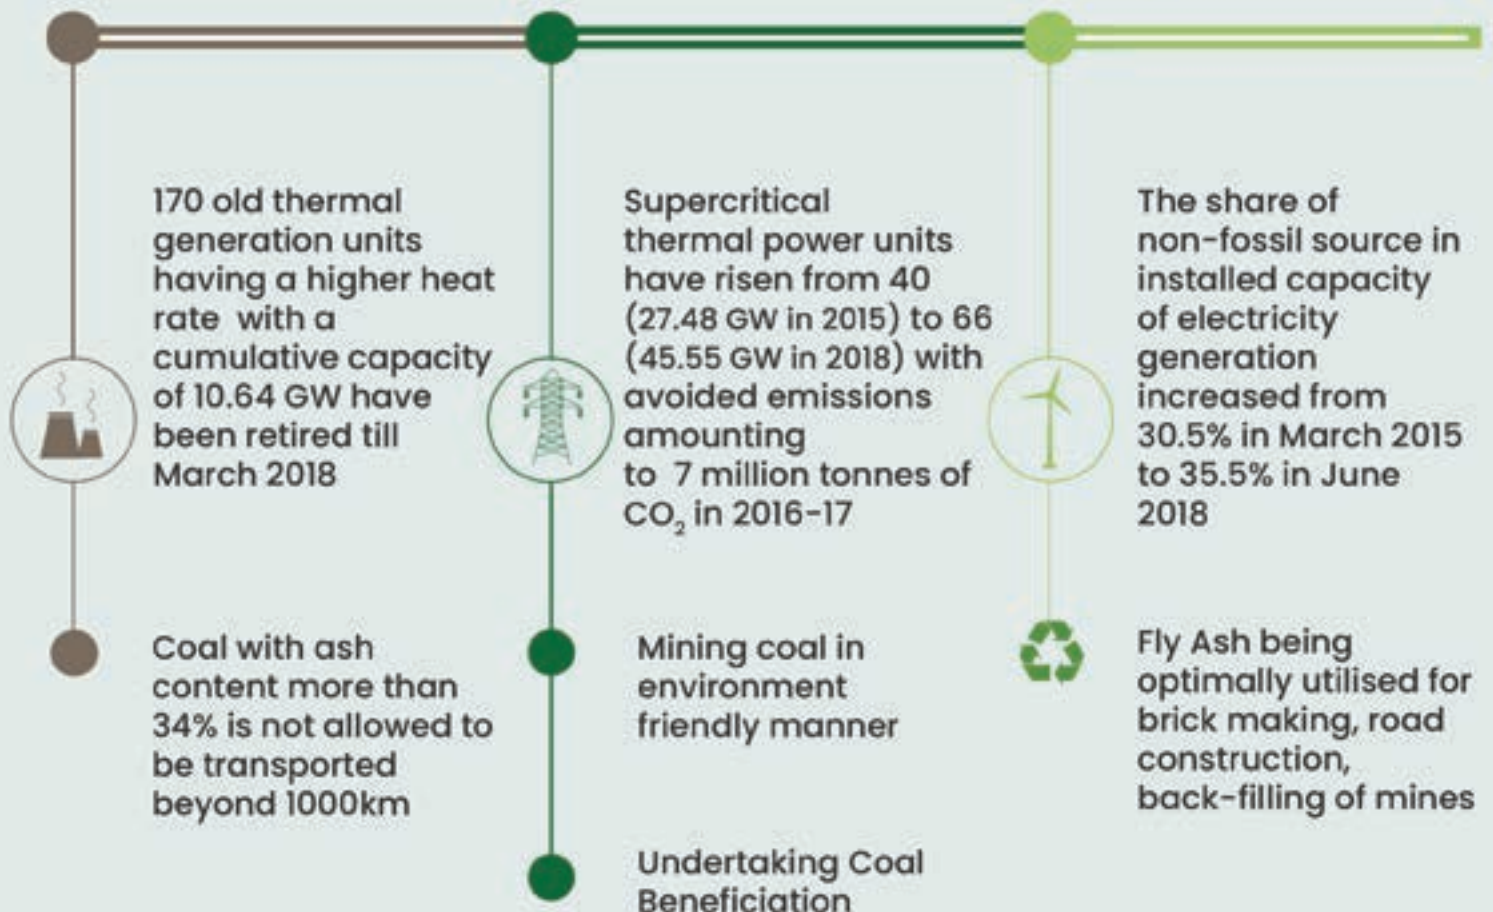 170 old thermal
generation units
having a higher heat
rate with a
cumulative capacity
of 10.64 GW have
been retired till
March 2018
Coal with ash
content more than
34% is not allowed to
be transported
beyond 1000km
Supercritical
thermal power units
have risen from 40
(27.48 GW in 2015) to 66
(45.55 GW in 2018) with
avoided emissions
amounting
to 7 million tonnes of
CO₂ in 2016-17
Mining coal in
environment
friendly manner
Undertaking Coal
Beneficiation
The share of
non-fossil source in
installed capacity
of electricity
generation
increased from
30.5% in March 2015
to 35.5% in June
2018
Fly Ash being
optimally utilised for
brick making, road
construction,
back-filling of mines